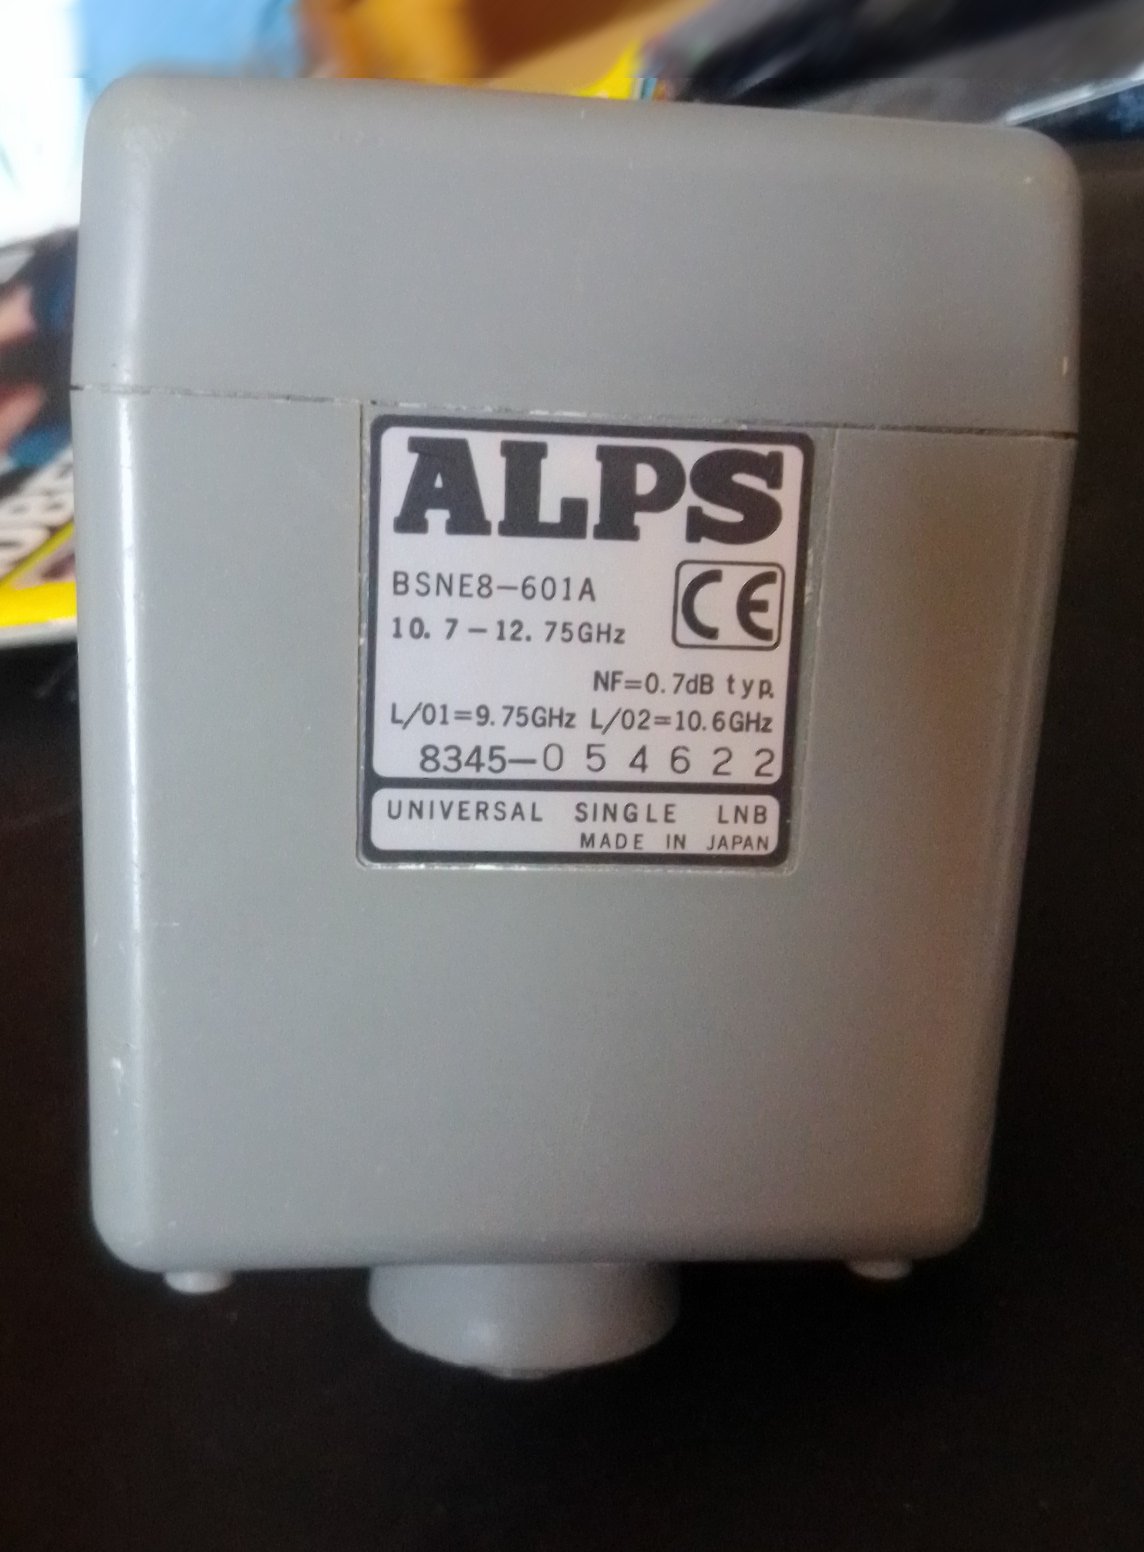 ALPS
BSNE8-601A
CE
10.7-12.75GHz
NF=0.7dB typ.
L/01=9.75GHz L/02=10.6GHz
8345-054622
UNIVERSAL SINGLE LNB
MADE IN JAPAN